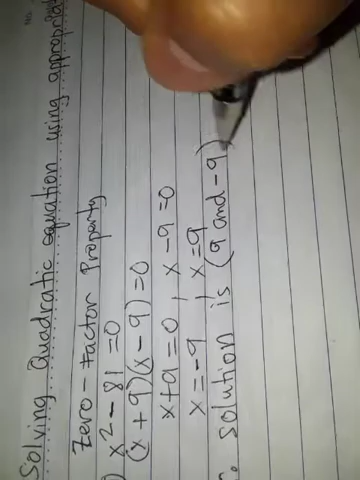 Solving Quadratic equation using appropriate
Zero-Factor Property
x² - 81 = 0
(x + 9)(x - 9) = 0
x + 9 = 0, x - 9 = 0
x = -9, x = 9
solution is (9 and -9)